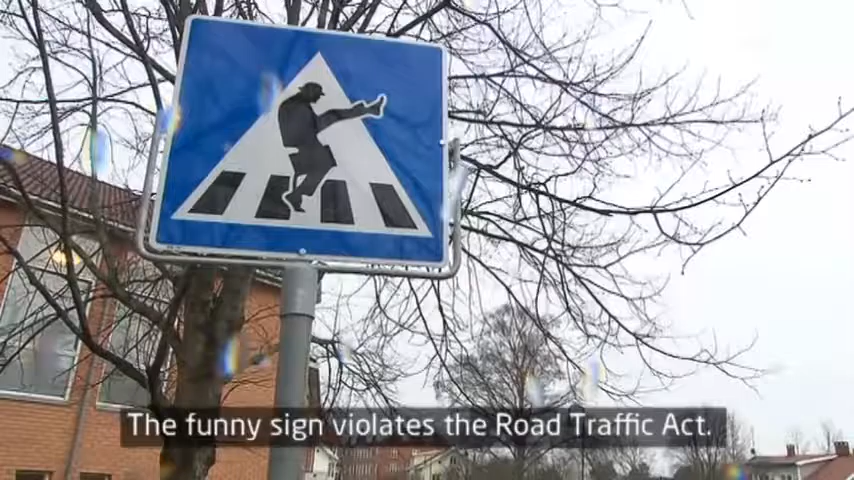 The funny sign violates the Road Traffic Act.